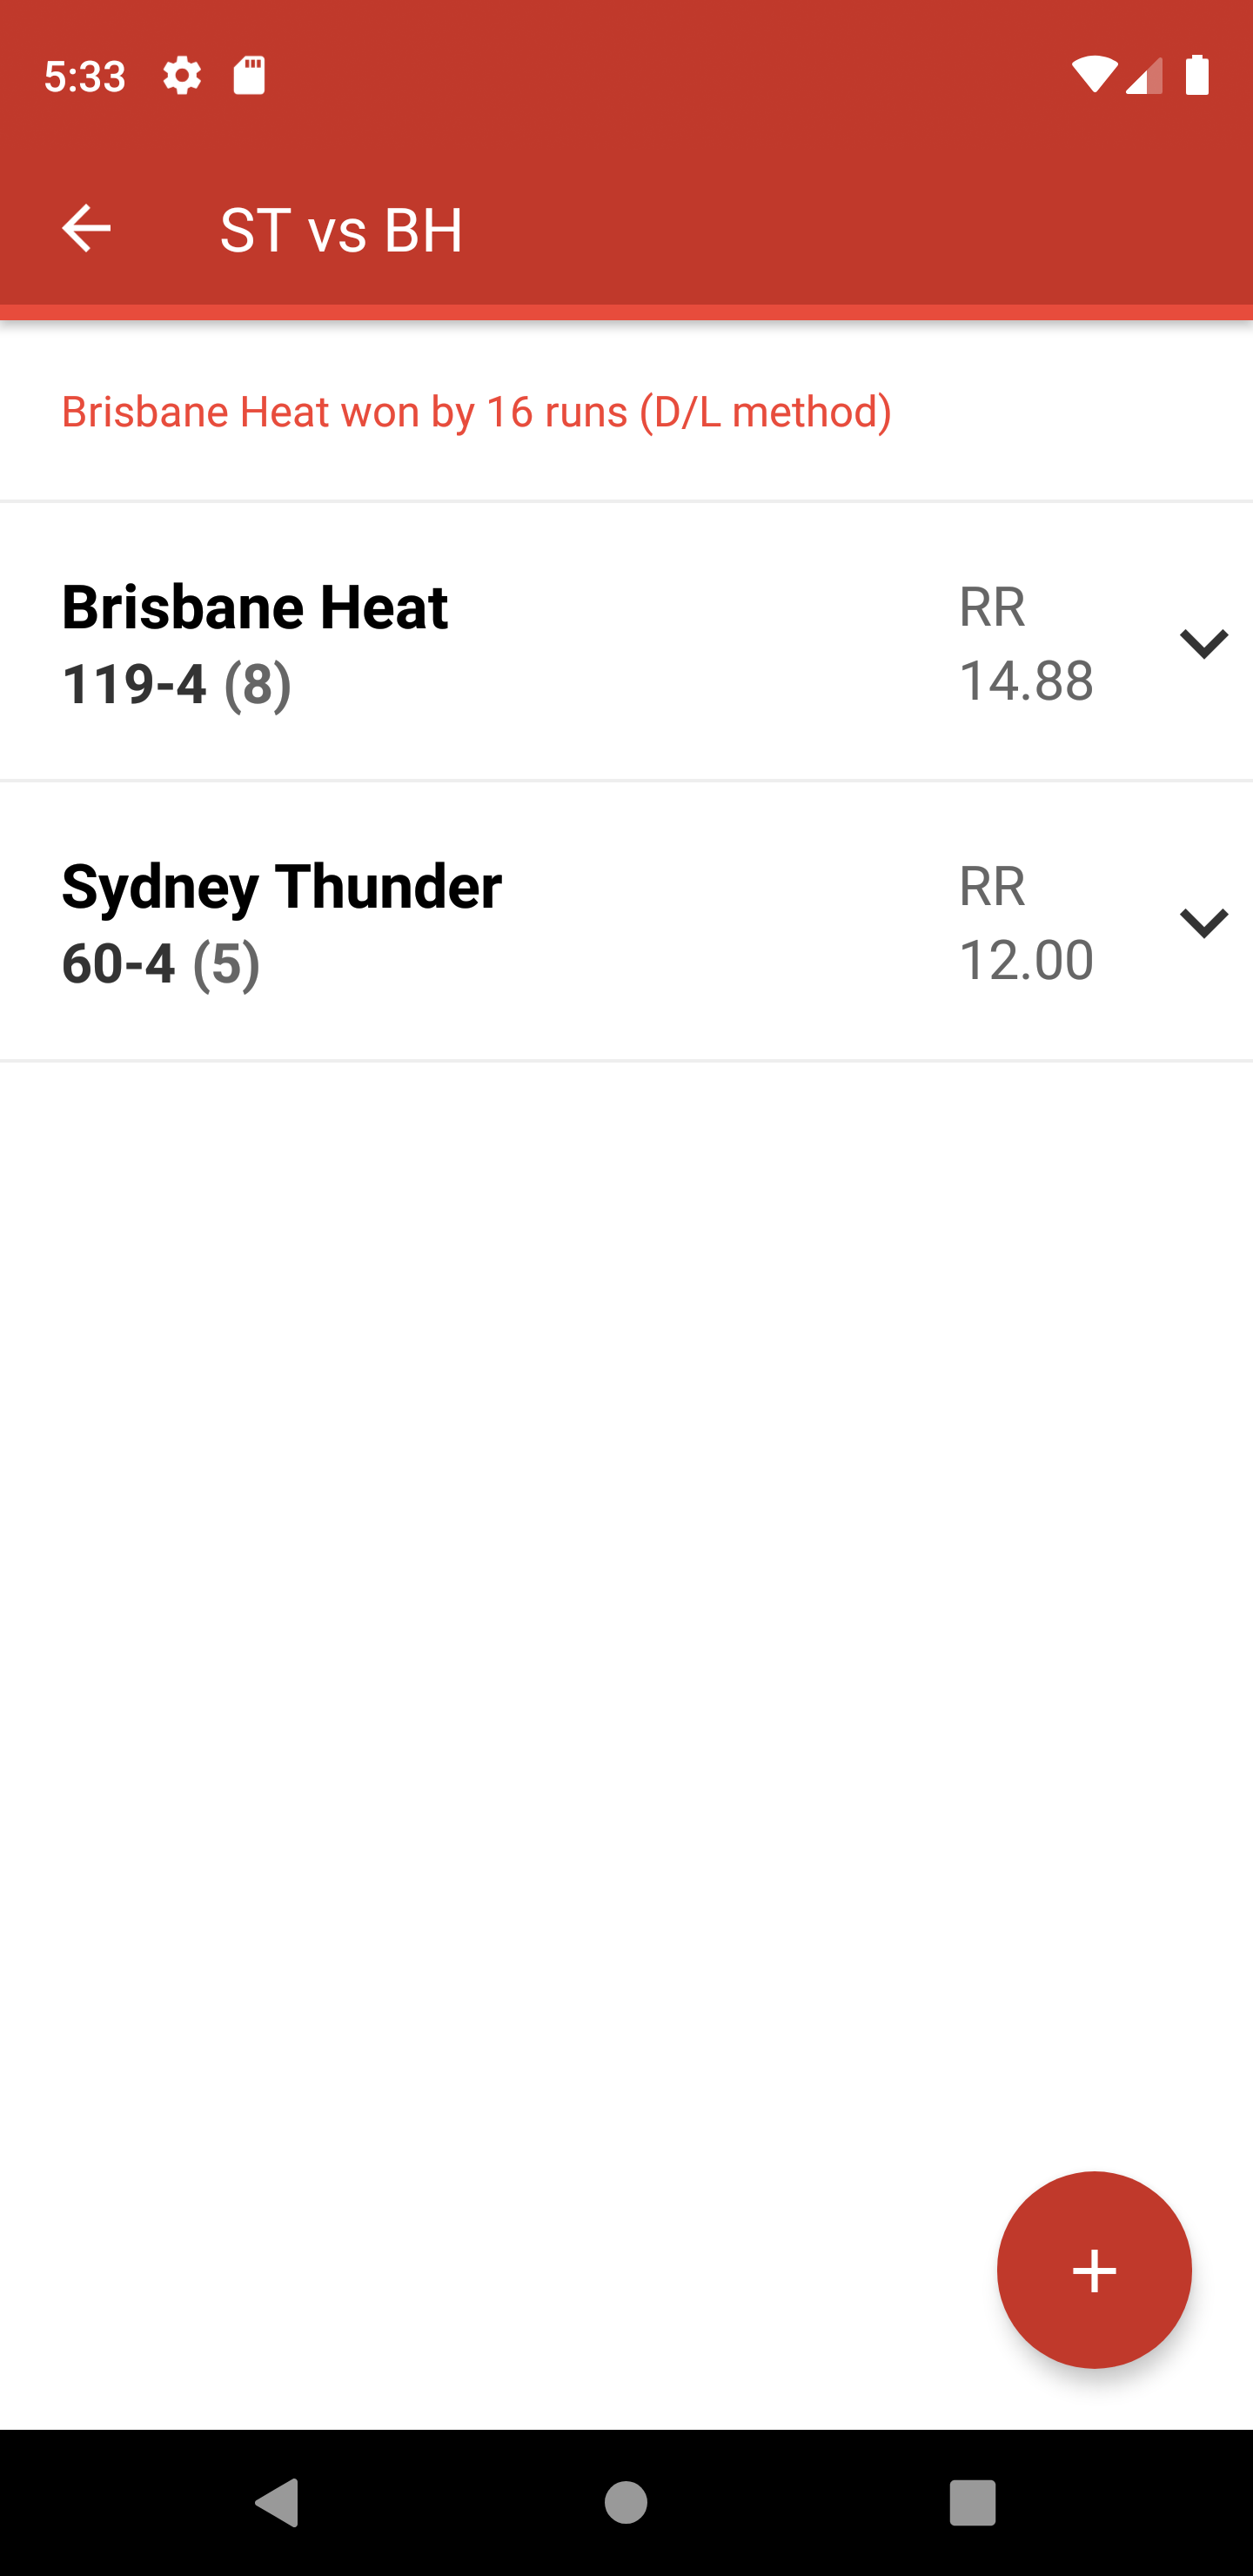 5:33
ST vs BH
Brisbane Heat won by 16 runs (D/L method)
Brisbane Heat
119-4 (8)
RR
14.88
Sydney Thunder
60-4 (5)
RR
12.00
+